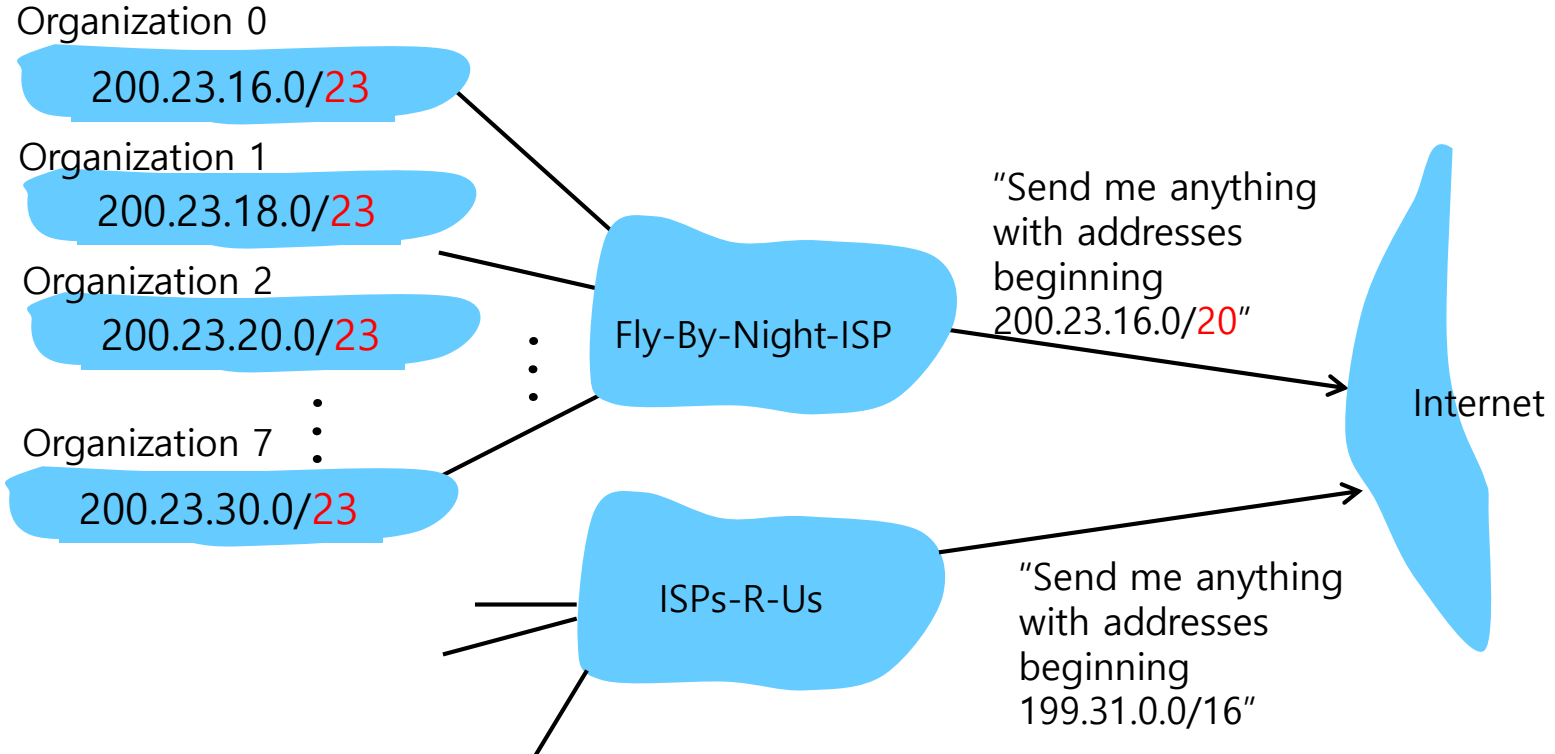 Organization 0
200.23.16.0/23
Organization 1
200.23.18.0/23
Organization 2
200.23.20.0/23
Organization 7
200.23.30.0/23
Fly-By-Night-ISP
"Send me anything
with addresses
beginning
200.23.16.0/20"
Internet
ISPs-R-Us
"Send me anything
with addresses
beginning
199.31.0.0/16"